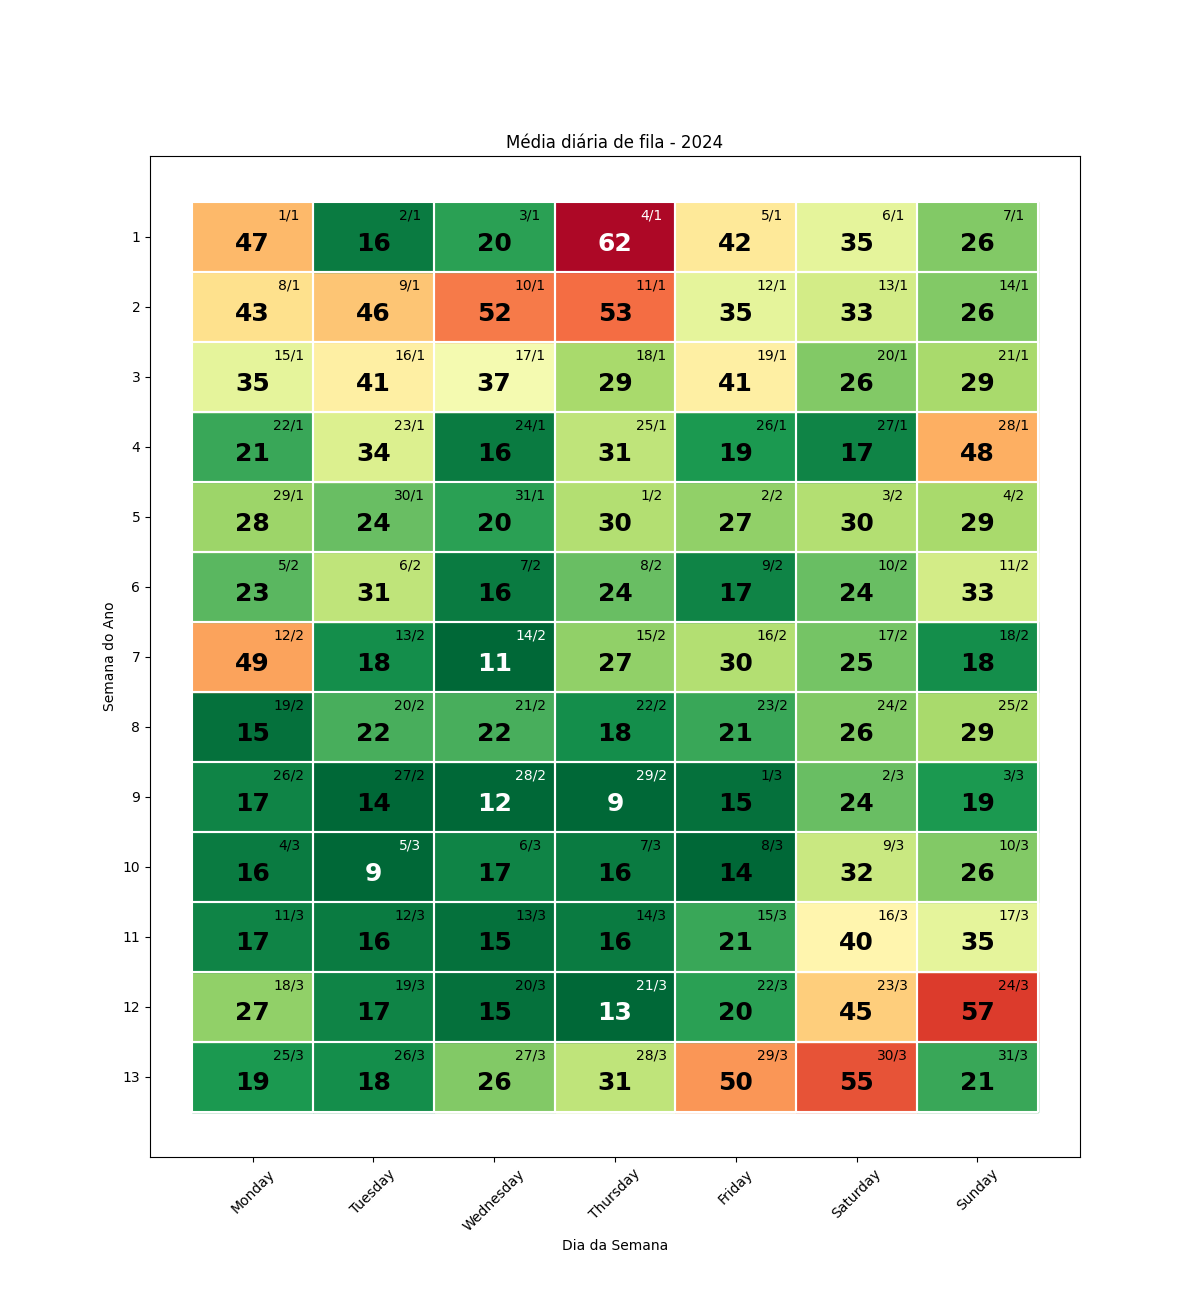 Média diária de fila - 2024
1/1 2/1 3/1 4/1 5/1 6/1 7/1
1 47 16 20 62 42 35 26
8/1 9/1 10/1 11/1 12/1 13/1 14/1
2 43 46 52 53 35 33 26
15/1 16/1 17/1 18/1 19/1 20/1 21/1
3 35 41 37 29 41 26 29
22/1 23/1 24/1 25/1 26/1 27/1 28/1
4 21 34 16 31 19 17 48
29/1 30/1 31/1 1/2 2/2 3/2 4/2
5 28 24 20 30 27 30 29
5/2 6/2 7/2 8/2 9/2 10/2 11/2
6 23 31 16 24 17 24 33
12/2 13/2 14/2 15/2 16/2 17/2 18/2
7 49 18 11 27 30 25 18
19/2 20/2 21/2 22/2 23/2 24/2 25/2
8 15 22 22 18 21 26 29
26/2 27/2 28/2 29/2 1/3 2/3 3/3
9 17 14 12 9 15 24 19
4/3 5/3 6/3 7/3 8/3 9/3 10/3
10 16 9 17 16 14 32 26
11/3 12/3 13/3 14/3 15/3 16/3 17/3
11 17 16 15 16 21 40 35
18/3 19/3 20/3 21/3 22/3 23/3 24/3
12 27 17 15 13 20 45 57
25/3 26/3 27/3 28/3 29/3 30/3 31/3
13 19 18 26 31 50 55 21
Semana do Ano
Monday Tuesday Wednesday Thursday Friday Saturday Sunday
Dia da Semana